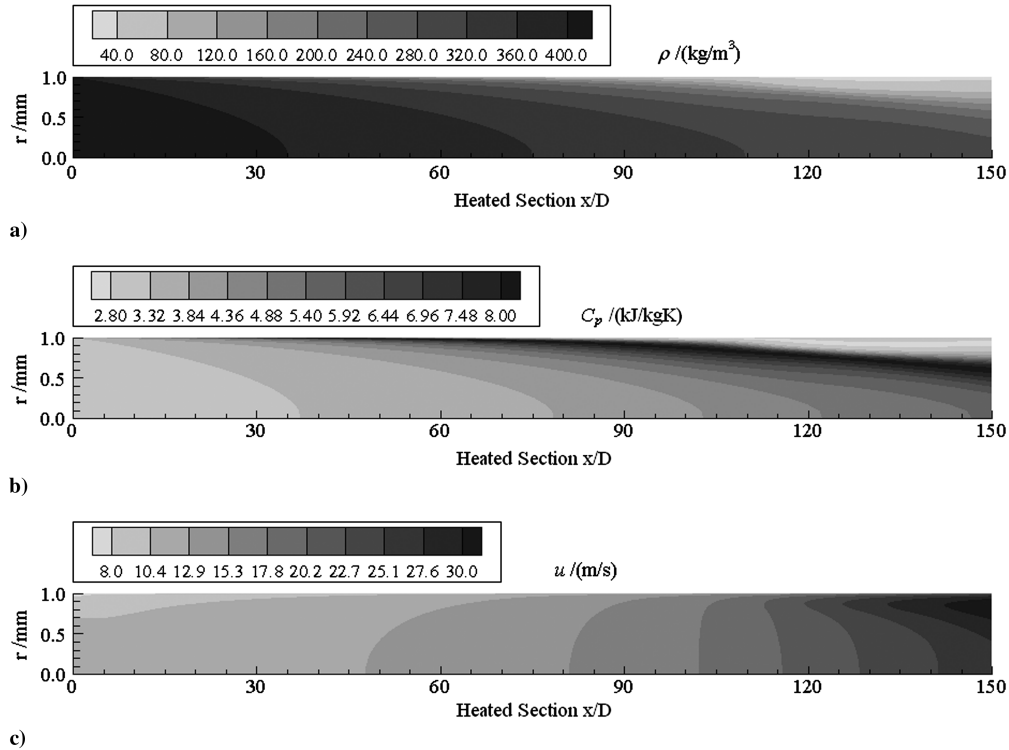 40.0 80.0 120.0 160.0 200.0 240.0 280.0 320.0 360.0 400.0
ρ /(kg/m³)
1.0
0.5
0.0
r /mm
0 30 60 90 120 150
Heated Section x/D
a)
2.80 3.32 3.84 4.36 4.88 5.40 5.92 6.44 6.96 7.48 8.00
Cₚ /(kJ/kgK)
1.0
0.5
0.0
r /mm
0 30 60 90 120 150
Heated Section x/D
b)
8.0 10.4 12.9 15.3 17.8 20.2 22.7 25.1 27.6 30.0
u /(m/s)
1.0
0.5
0.0
r /mm
0 30 60 90 120 150
Heated Section x/D
c)